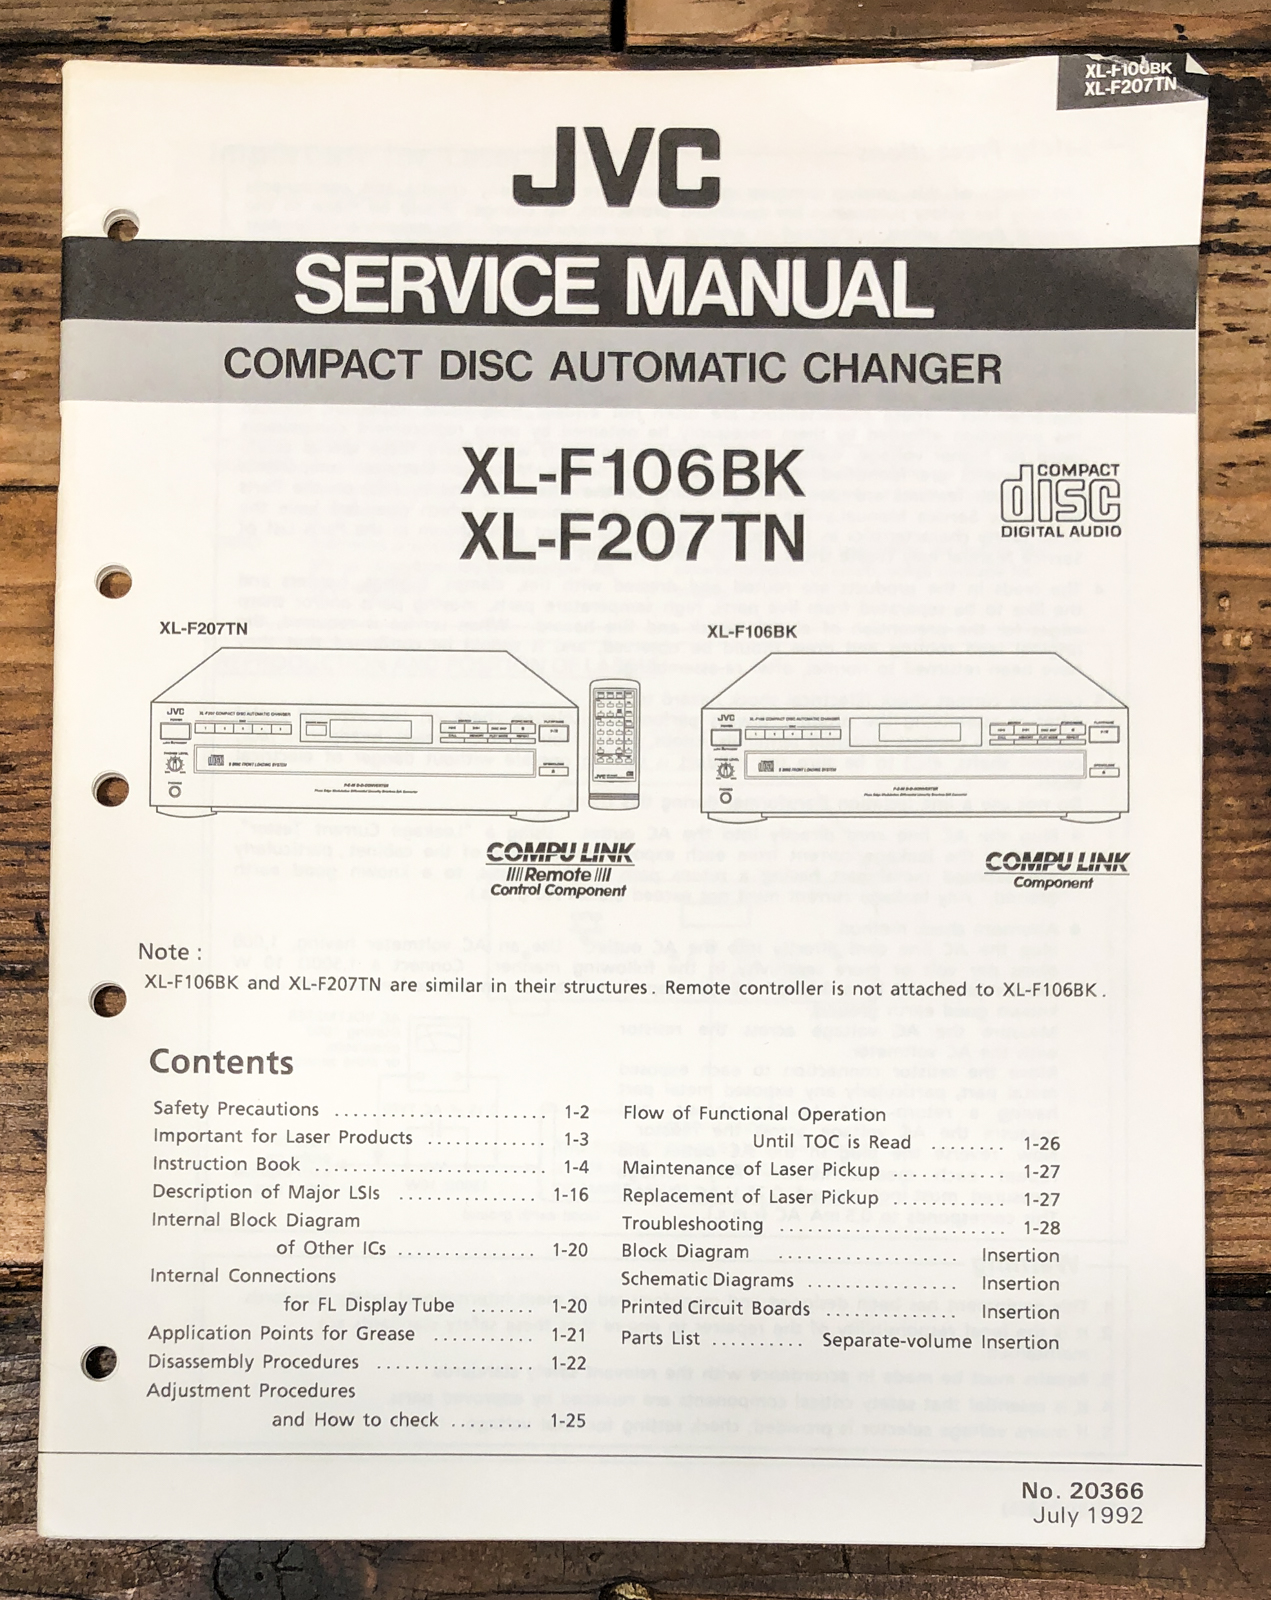 XL-F106BK
XL-F207TN
JVC
SERVICE MANUAL
COMPACT DISC AUTOMATIC CHANGER
XL-F106BK
XL-F207TN
COMPACT
disc
DIGITAL AUDIO
XL-F207TN
XL-F106BK
JVC
JVC
COMPU LINK
Remote
Control Component
COMPU LINK
Component
Note :
XL-F106BK and XL-F207TN are similar in their structures. Remote controller is not attached to XL-F106BK.
Contents
Safety Precautions ........................ 1-2
Important for Laser Products ............. 1-3
Instruction Book .......................... 1-4
Description of Major LSIs ............... 1-16
Internal Block Diagram
of Other ICs ............... 1-20
Internal Connections
for FL Display Tube ....... 1-20
Application Points for Grease ........... 1-21
Disassembly Procedures ................. 1-22
Adjustment Procedures
and How to check ......... 1-25
Flow of Functional Operation
Until TOC is Read ........ 1-26
Maintenance of Laser Pickup ............. 1-27
Replacement of Laser Pickup ............. 1-27
Troubleshooting ......................... 1-28
Block Diagram .................... Insertion
Schematic Diagrams ................. Insertion
Printed Circuit Boards ............... Insertion
Parts List .......... Separate-volume Insertion
No. 20366
July 1992